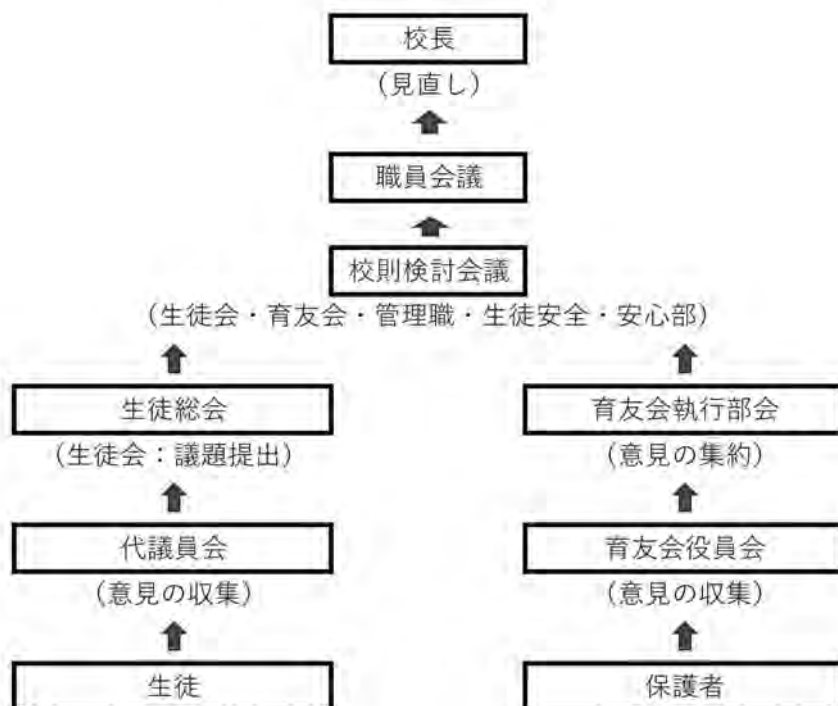 校長
(見直し)
職員会議
校則検討会議
(生徒会・育友会・管理職・生徒安全・安心部)
生徒総会
育友会執行部会
(生徒会：議題提出)
(意見の集約)
代議員会
育友会役員会
(意見の収集)
(意見の収集)
生徒
保護者